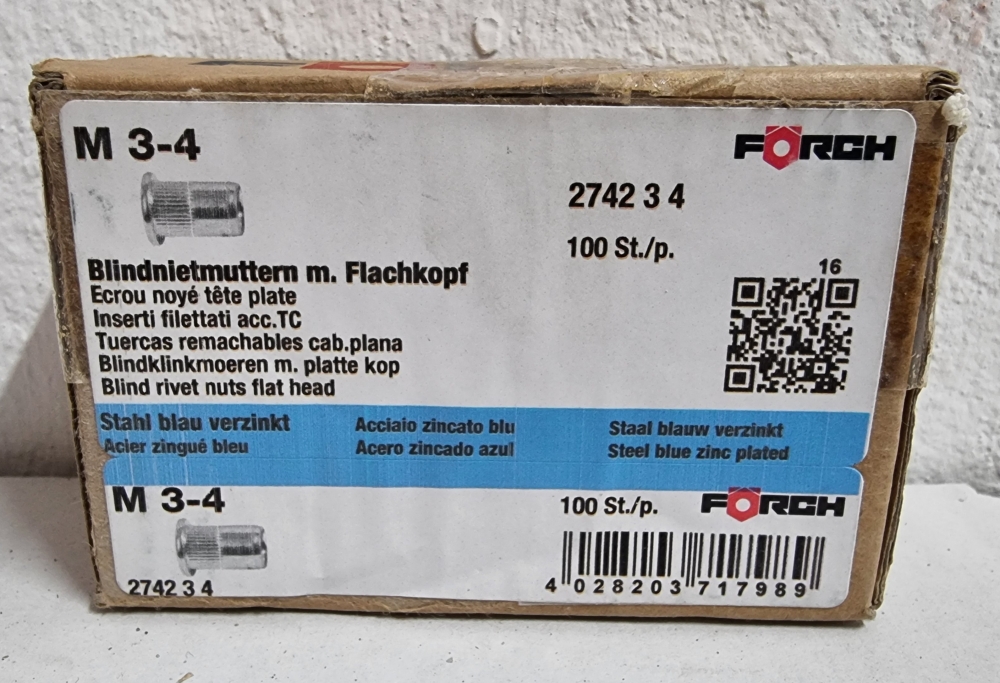 M 3-4
FÖRCH
2742 3 4
100 St./p.
16
Blindnietmuttern m. Flachkopf
Ecrou noyé tête plate
Inserti filettati acc.TC
Tuercas remachables cab.plana
Blindklinkmoeren m. platte kop
Blind rivet nuts flat head
Stahl blau verzinkt
Acciaio zincato blu
Staal blauw verzinkt
Acier zingué bleu
Acero zincado azul
Steel blue zinc plated
M 3-4
100 St./p.
FÖRCH
2742 3 4
4 028203 717989